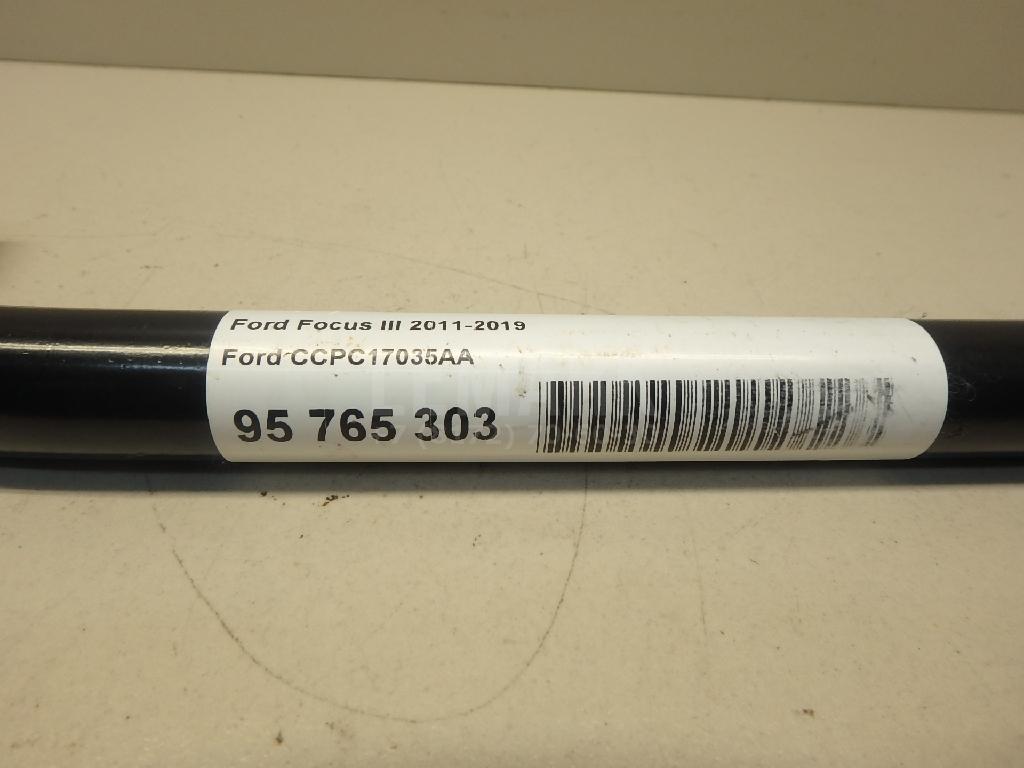 Ford Focus III 2011-2019
Ford CCPC17035AA
95 765 303